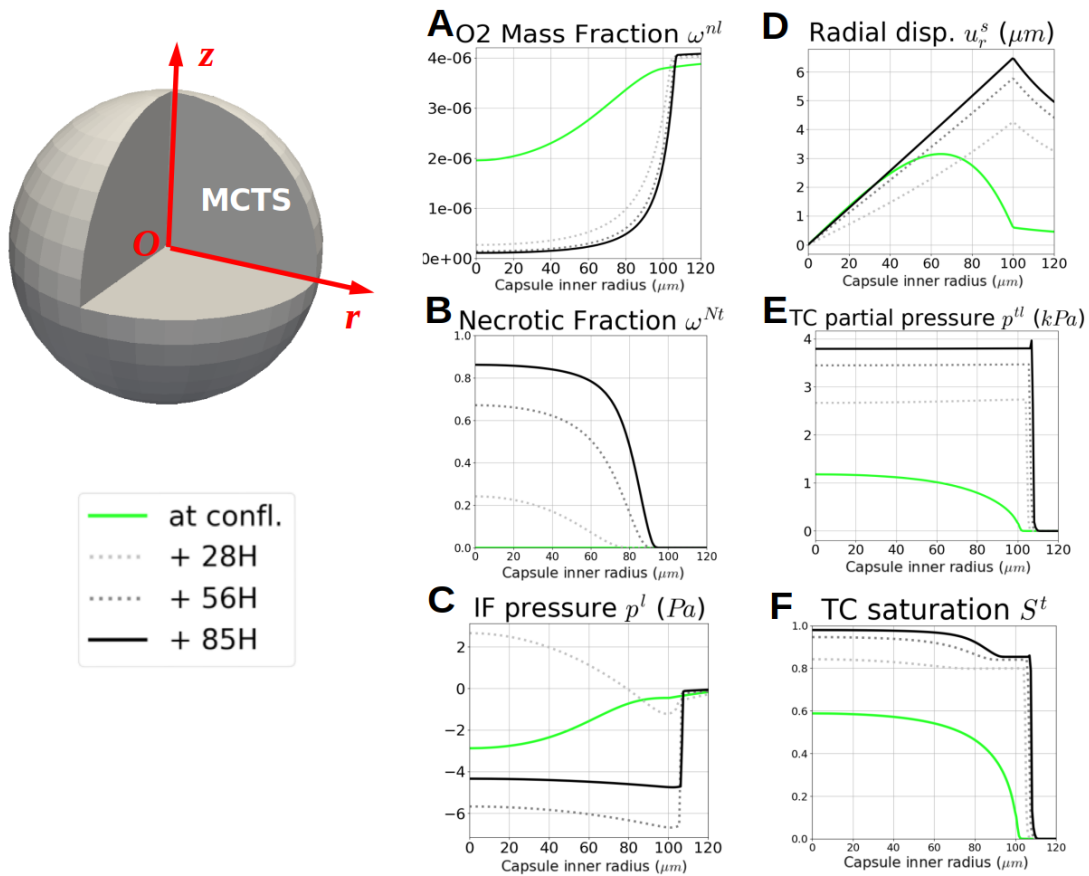 z
MCTS
O
r
at confl.
+ 28H
+ 56H
+ 85H
A
O2 Mass Fraction ω^{nl}
4e-06
3e-06
2e-06
1e-06
0e+00
0 20 40 60 80 100 120
Capsule inner radius (μm)
B
Necrotic Fraction ω^{Nt}
1.0
0.8
0.6
0.4
0.2
0.0
0 20 40 60 80 100 120
Capsule inner radius (μm)
C
IF pressure p^l (Pa)
2
0
−2
−4
−6
0 20 40 60 80 100 120
Capsule inner radius (μm)
D
Radial disp. u_r^s (μm)
6
5
4
3
2
1
0
0 20 40 60 80 100 120
Capsule inner radius (μm)
E
TC partial pressure p^{tl} (kPa)
4
3
2
1
0
0 20 40 60 80 100 120
Capsule inner radius (μm)
F
TC saturation S^t
1.0
0.8
0.6
0.4
0.2
0.0
0 20 40 60 80 100 120
Capsule inner radius (μm)